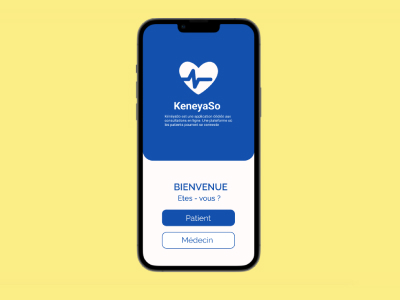 KeneyaSo
KeneyaSo est une application dédiée aux
consultations en ligne. Une plateforme où
les patients peuvent se connecter
BIENVENUE
Etes - vous ?
Patient
Médecin